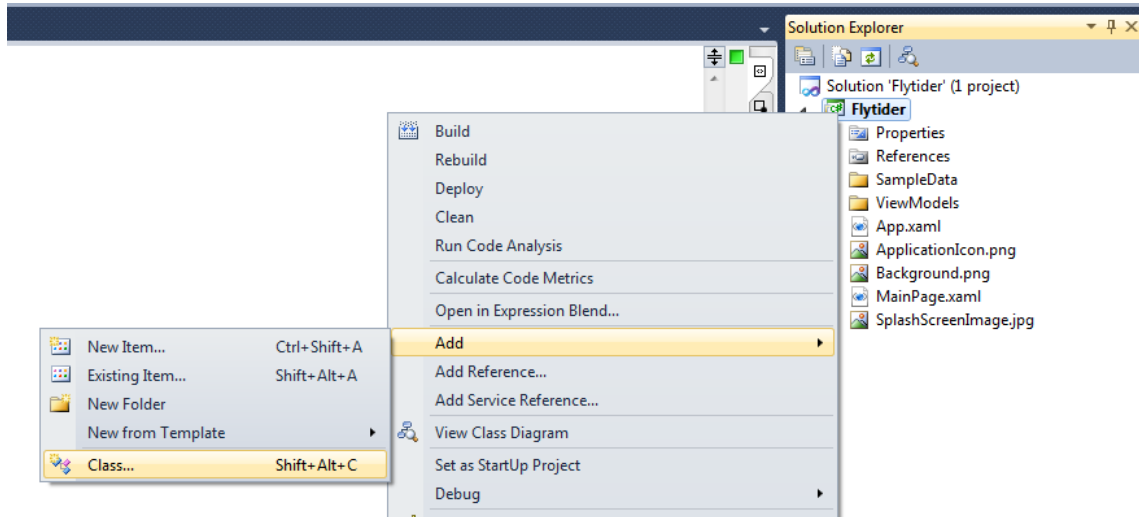 Solution Explorer
Solution 'Flytider' (1 project)
Flytider
Properties
References
SampleData
ViewModels
App.xaml
ApplicationIcon.png
Background.png
MainPage.xaml
SplashScreenImage.jpg
Build
Rebuild
Deploy
Clean
Run Code Analysis
Calculate Code Metrics
Open in Expression Blend...
Add
Add Reference...
Add Service Reference...
View Class Diagram
Set as StartUp Project
Debug
New Item... Ctrl+Shift+A
Existing Item... Shift+Alt+A
New Folder
New from Template
Class... Shift+Alt+C